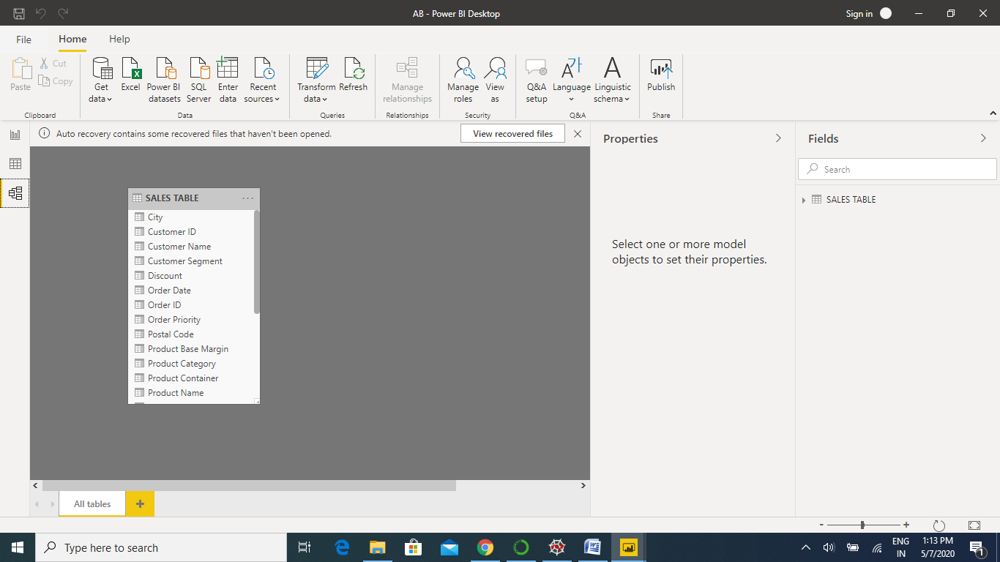 AB - Power BI Desktop
Sign in
File
Home
Help
Paste
Cut
Copy
Clipboard
Get data
Excel
Power BI datasets
SQL Server
Enter data
Recent sources
Data
Transform data
Refresh
Queries
Manage relationships
Relationships
Manage roles
View as
Security
Q&A setup
Language
Linguistic schema
Q&A
Publish
Share
Auto recovery contains some recovered files that haven't been opened.
View recovered files
Properties
Fields
Search
SALES TABLE
Select one or more model
objects to set their properties.
SALES TABLE
City
Customer ID
Customer Name
Customer Segment
Discount
Order Date
Order ID
Order Priority
Postal Code
Product Base Margin
Product Category
Product Container
Product Name
All tables
Type here to search
ENG
IN
1:13 PM
5/7/2020
1